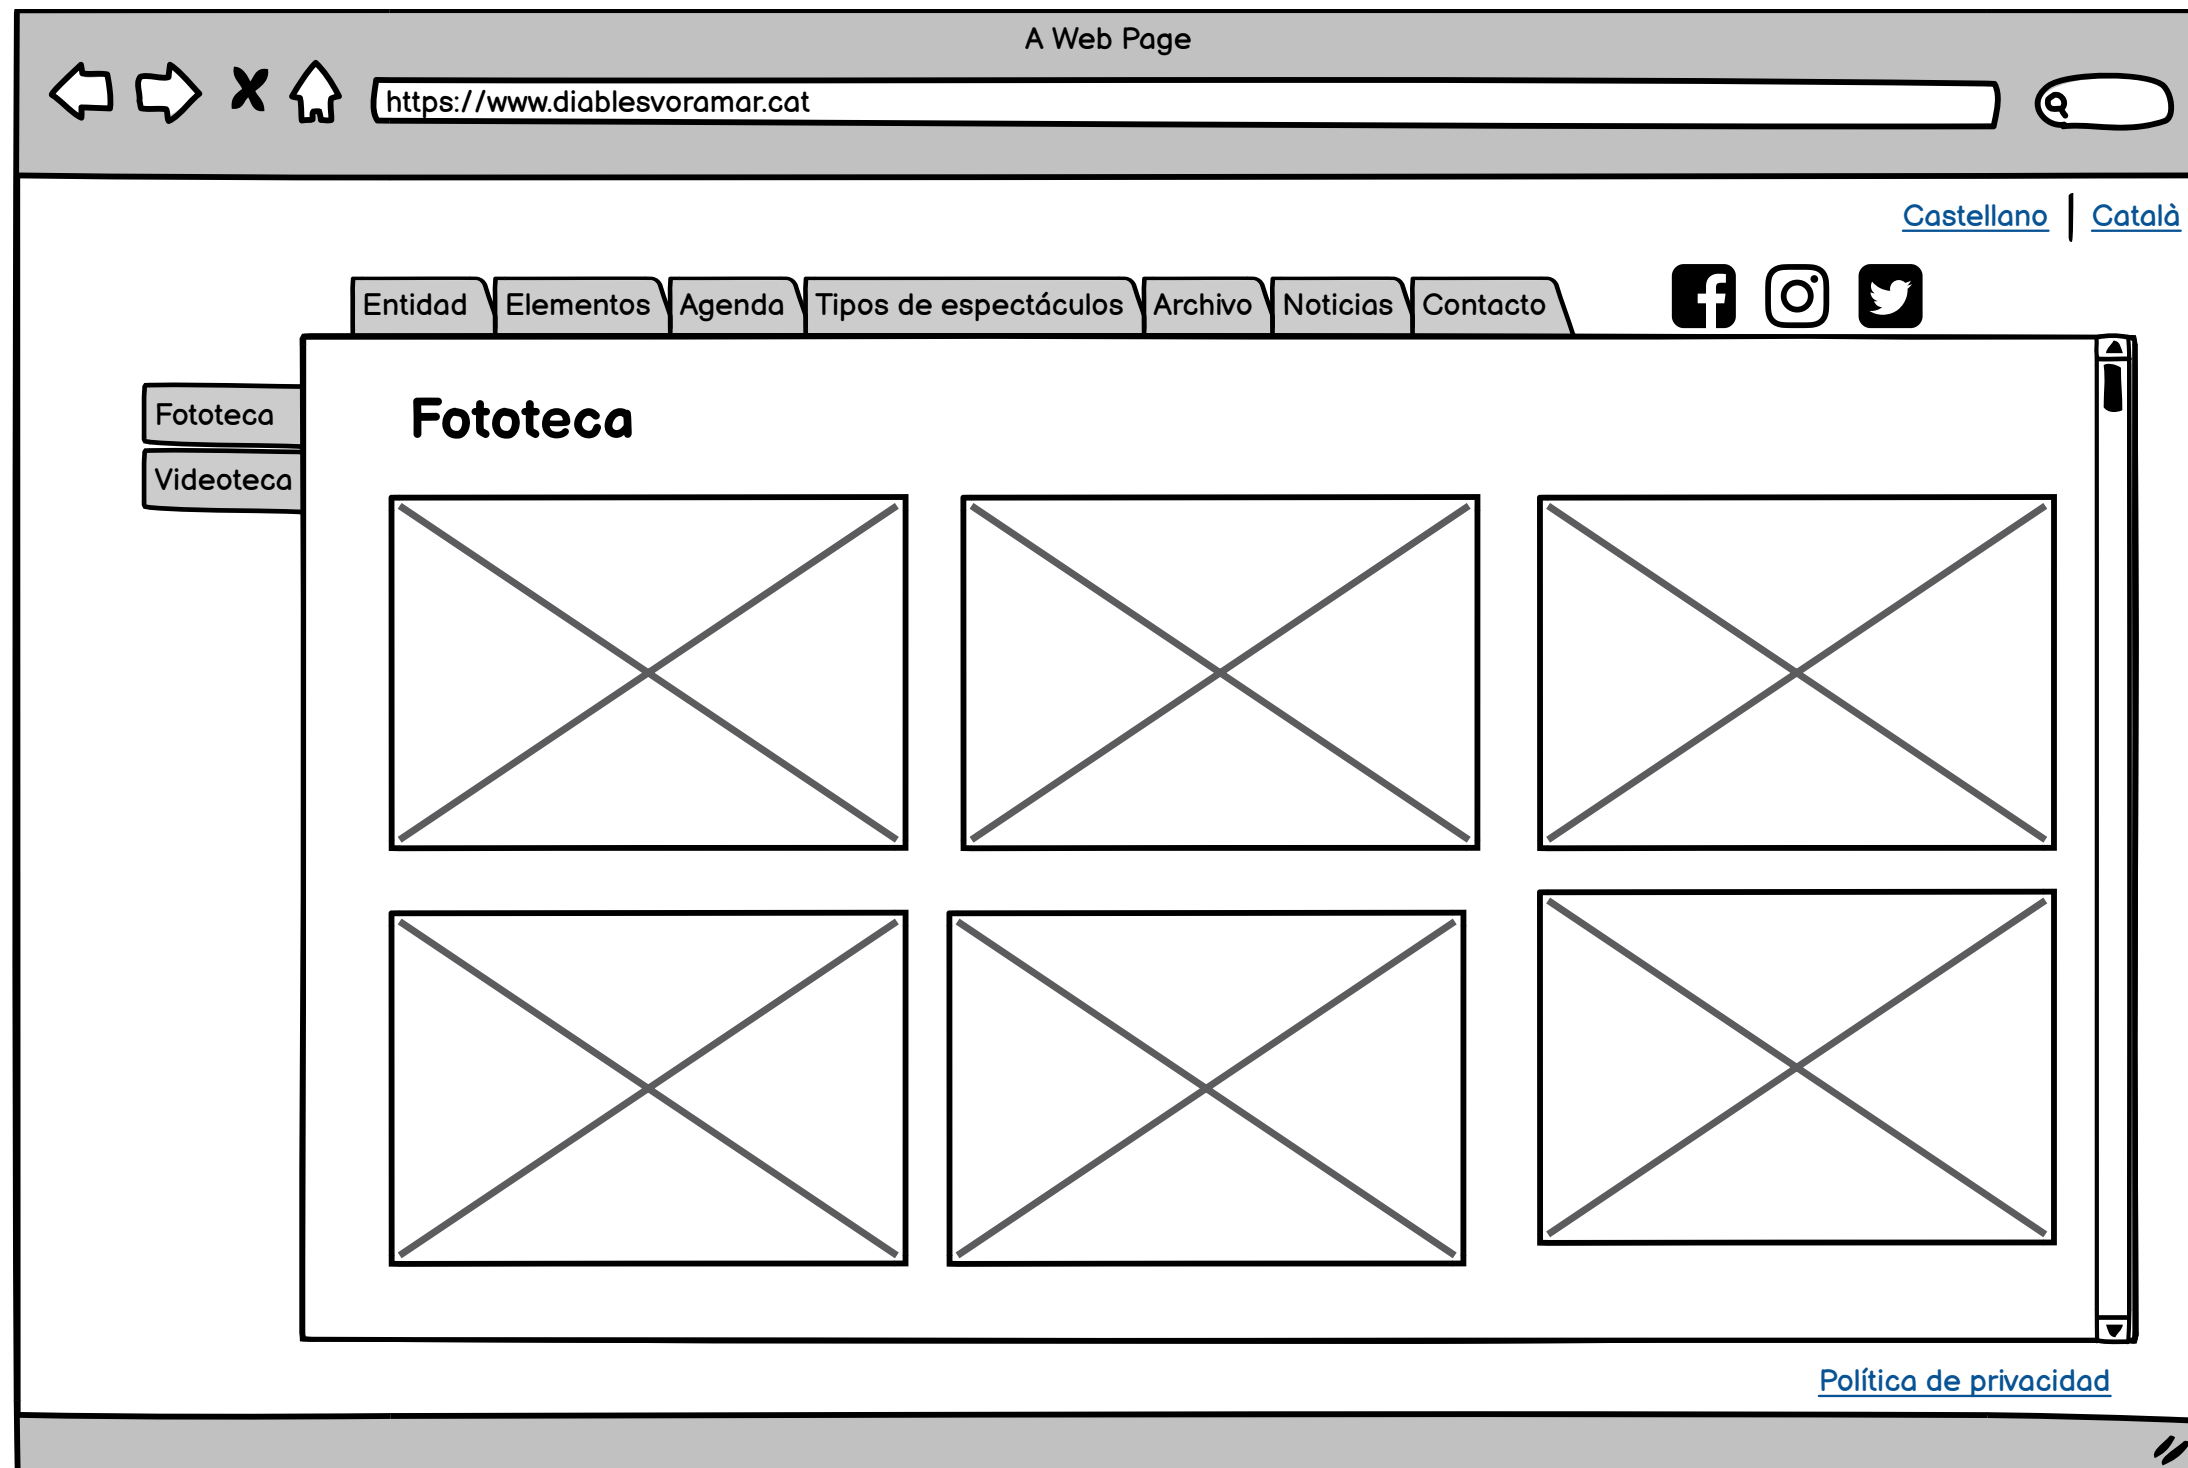 A Web Page
https://www.diablesvoramar.cat
Castellano | Català
Entidad
Elementos
Agenda
Tipos de espectáculos
Archivo
Noticias
Contacto
Fototeca
Videoteca
Fototeca
Política de privacidad